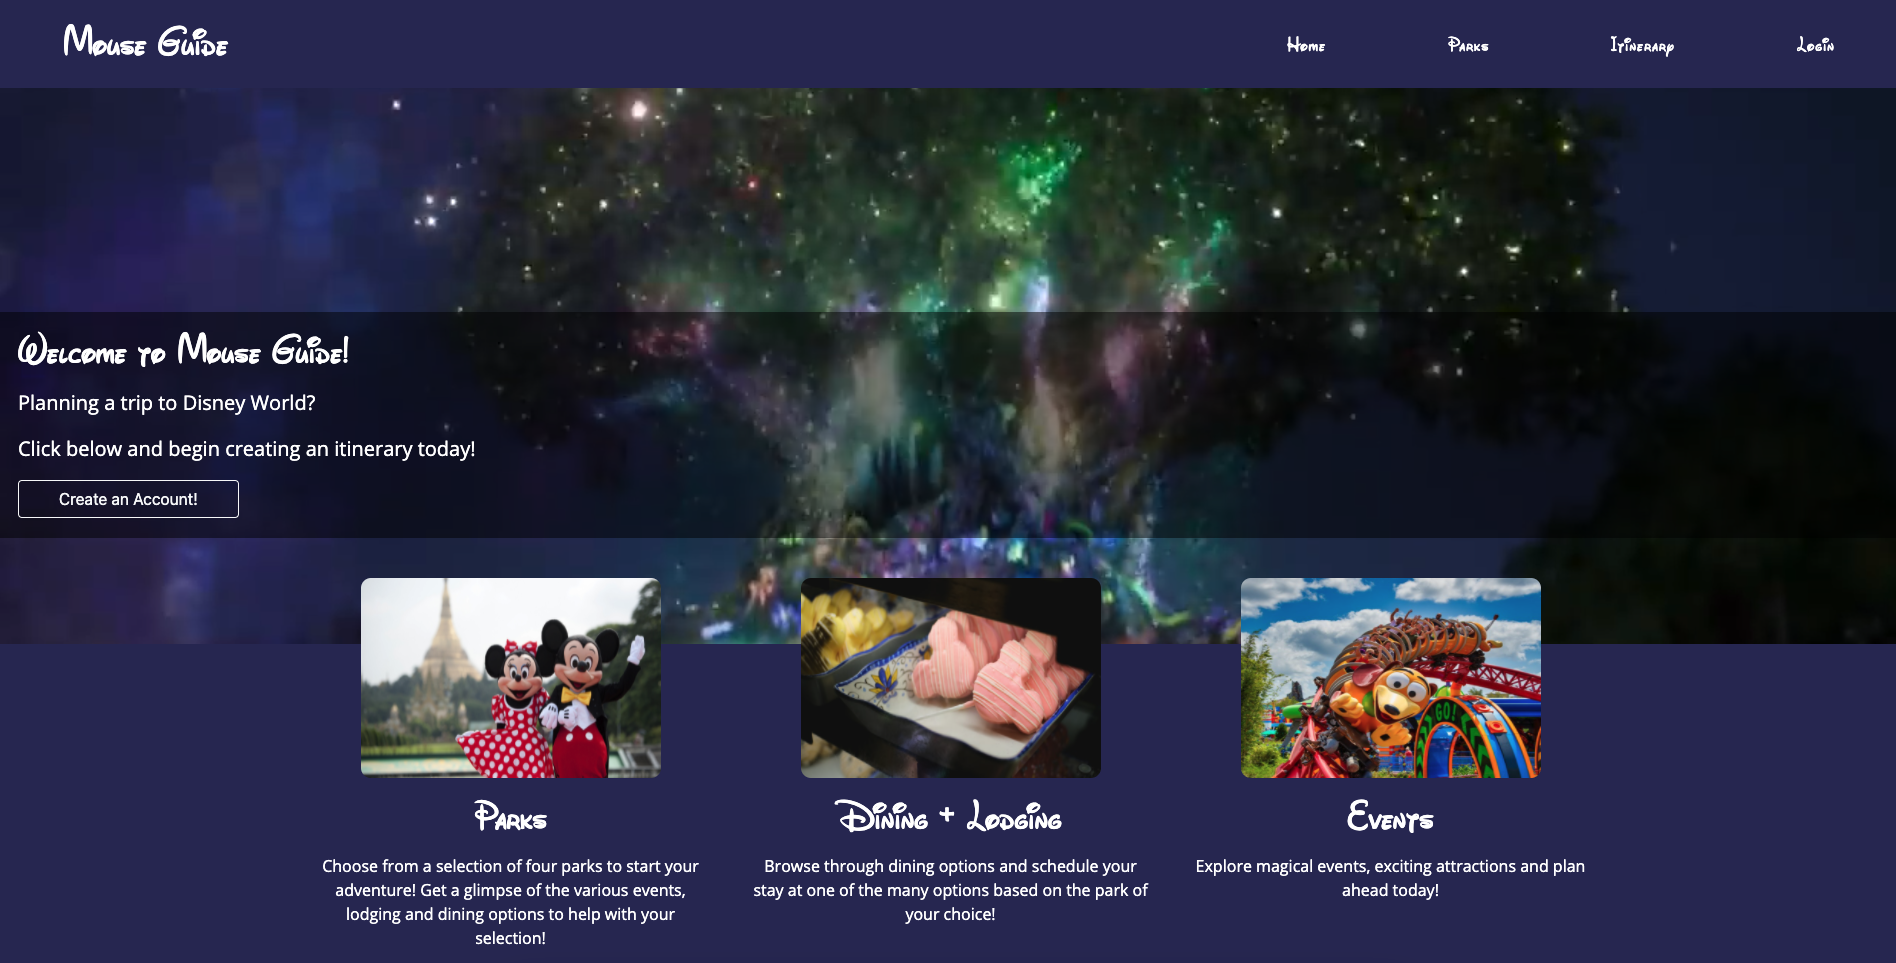 Mouse Guide
Home Parks Itinerary Login
Welcome to Mouse Guide!
Planning a trip to Disney World?
Click below and begin creating an itinerary today!
Create an Account!
GO!
Parks
Choose from a selection of four parks to start your
adventure! Get a glimpse of the various events,
lodging and dining options to help with your
selection!
Dining + Lodging
Browse through dining options and schedule your
stay at one of the many options based on the park of
your choice!
Events
Explore magical events, exciting attractions and plan
ahead today!